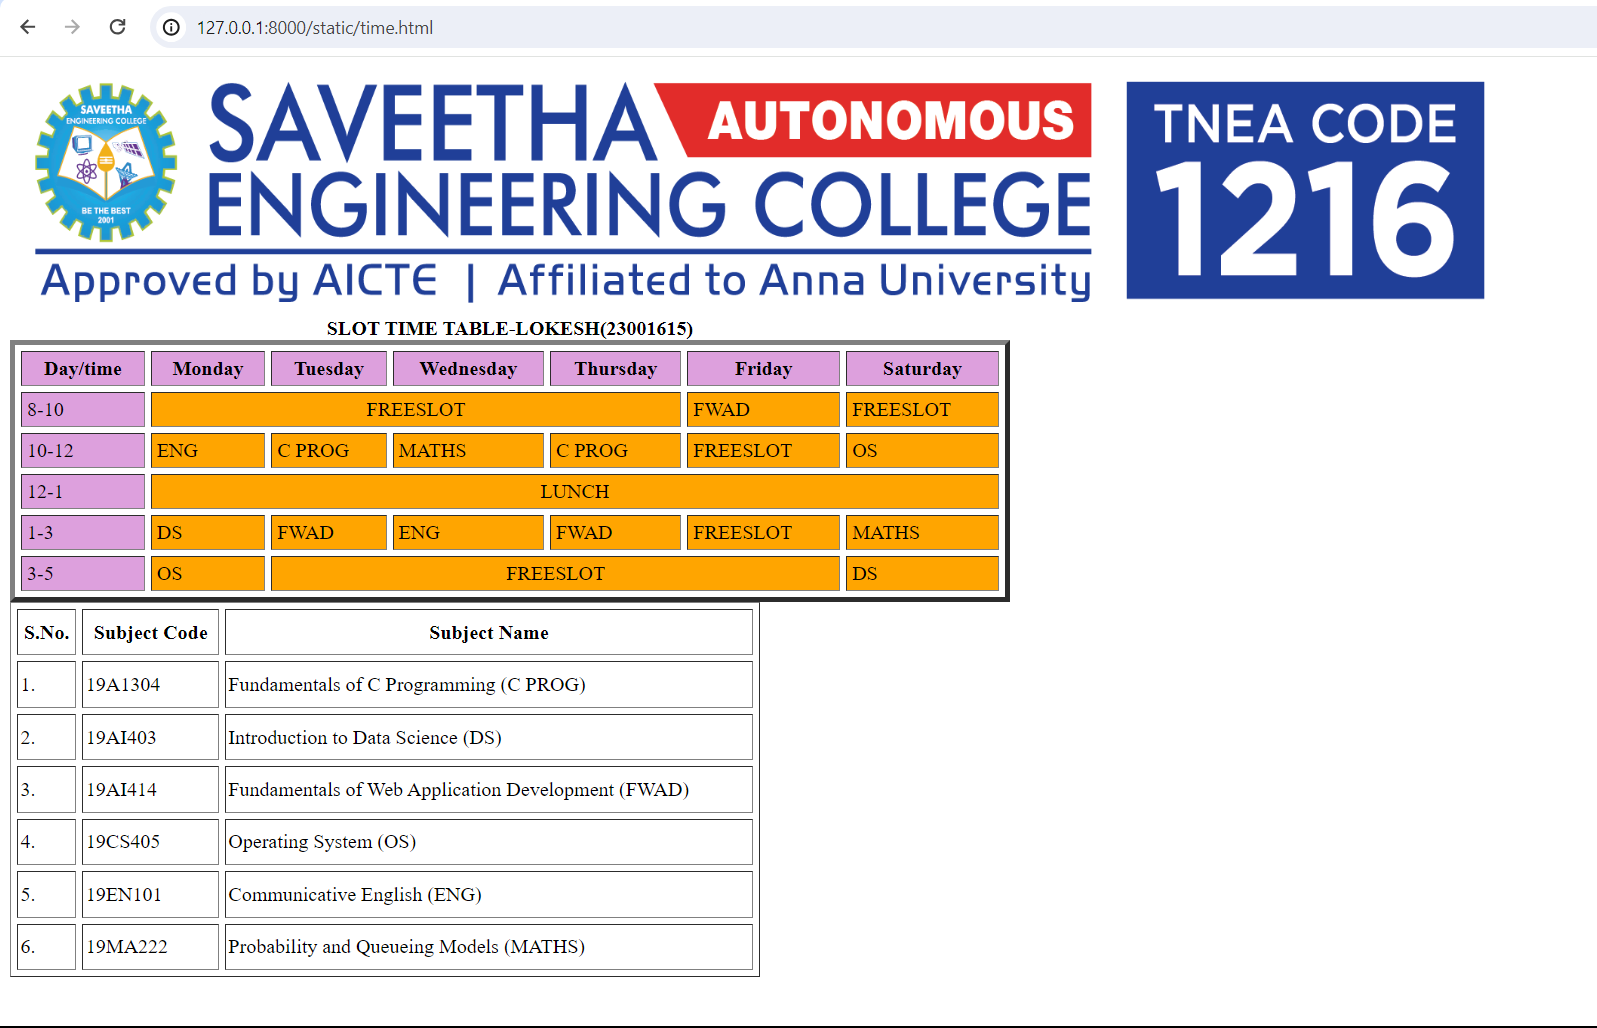 127.0.0.1:8000/static/time.html
SAVEETHA
ENGINEERING COLLEGE
BE THE BEST
2001
SAVEETHA AUTONOMOUS
ENGINEERING COLLEGE
Approved by AICTE | Affiliated to Anna University
TNEA CODE
1216
SLOT TIME TABLE-LOKESH(23001615)
Day/time Monday Tuesday Wednesday Thursday Friday Saturday
8-10 FREESLOT FWAD FREESLOT
10-12 ENG C PROG MATHS C PROG FREESLOT OS
12-1 LUNCH
1-3 DS FWAD ENG FWAD FREESLOT MATHS
3-5 OS FREESLOT DS
S.No. Subject Code Subject Name
1. 19A1304 Fundamentals of C Programming (C PROG)
2. 19AI403 Introduction to Data Science (DS)
3. 19AI414 Fundamentals of Web Application Development (FWAD)
4. 19CS405 Operating System (OS)
5. 19EN101 Communicative English (ENG)
6. 19MA222 Probability and Queueing Models (MATHS)